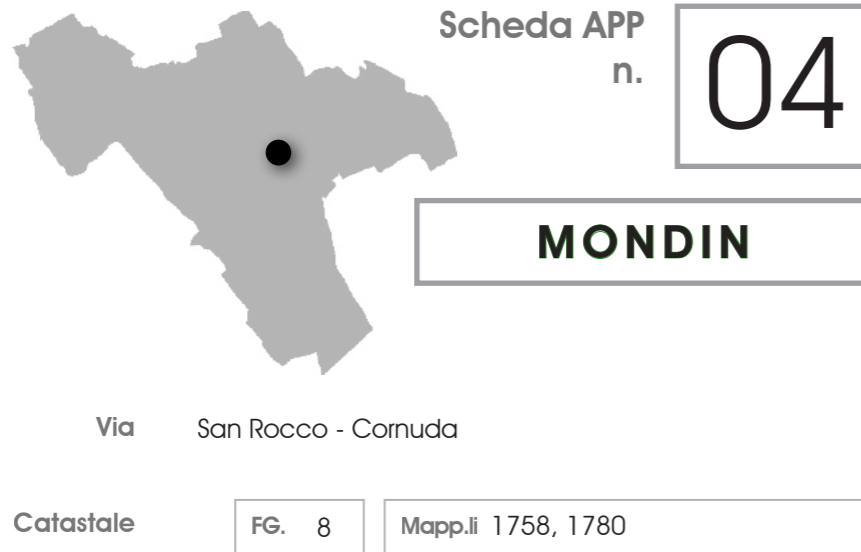 Scheda APP
n.
04
MONDIN
Via San Rocco - Cornuda
Catastale FG. 8 Mapp.li 1758, 1780